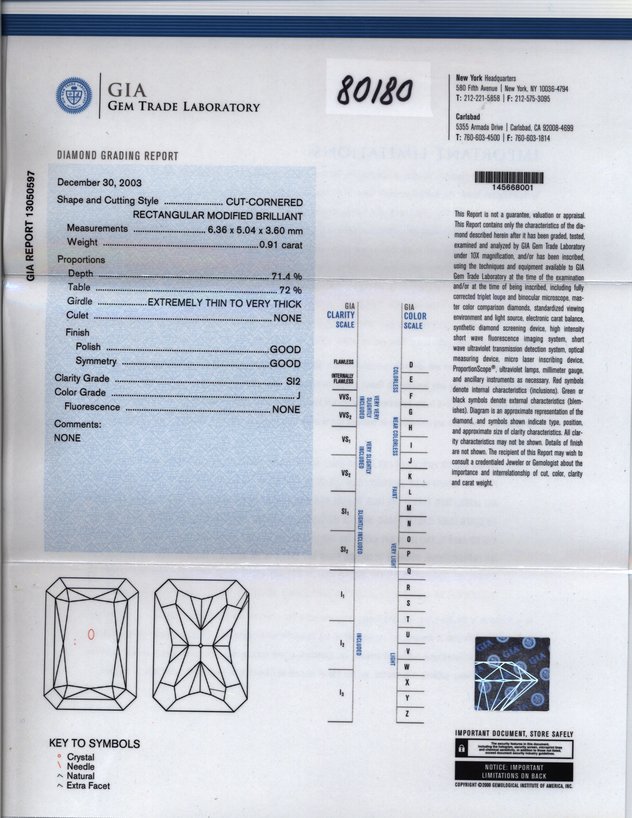 GIA
GEM TRADE LABORATORY
80180
New York Headquarters
580 Fifth Avenue | New York, NY 10036-4794
T: 212-221-5858 | F: 212-575-3095
Carlsbad
5355 Armada Drive | Carlsbad, CA 92008-4699
T: 760-603-4500 | F: 760-603-1814
145668001
GIA REPORT 13050597
DIAMOND GRADING REPORT
December 30, 2003
Shape and Cutting Style ........ CUT-CORNERED
RECTANGULAR MODIFIED BRILLIANT
Measurements ........ 6.36 x 5.04 x 3.60 mm
Weight ........ 0.91 carat
Proportions
Depth ........ 71.4 %
Table ........ 72 %
Girdle ........ EXTREMELY THIN TO VERY THICK
Culet ........ NONE
Finish
Polish ........ GOOD
Symmetry ........ GOOD
Clarity Grade ........ SI2
Color Grade ........ J
Fluorescence ........ NONE
Comments:
NONE
GIA
CLARITY
SCALE
FLAWLESS
INTERNALLY
FLAWLESS
VVS1
VVS2
VS1
VS2
SI1
SI2
I1
I2
I3
VERY VERY
SLIGHTLY
INCLUDED
VERY SLIGHTLY
INCLUDED
SLIGHTLY INCLUDED
INCLUDED
GIA
COLOR
SCALE
COLORLESS
NEAR COLORLESS
FAINT
VERY LIGHT
LIGHT
D
E
F
G
H
I
J
K
L
M
N
O
P
Q
R
S
T
U
V
W
X
Y
Z
This Report is not a guarantee, valuation or appraisal.
This Report contains only the characteristics of the dia-
mond described herein after it has been graded, tested,
examined and analyzed by GIA Gem Trade Laboratory
under 10X magnification, and/or has been inscribed,
using the techniques and equipment available to GIA
Gem Trade Laboratory at the time of the examination
and/or at the time of being inscribed, including fully
corrected triplet loupe and binocular microscope, mas-
ter color comparison diamonds, standardized viewing
environment and light source, electronic carat balance,
synthetic diamond screening device, high intensity
short wave fluorescence imaging system, short
wave ultraviolet transmission detection system, optical
measuring device, micro laser inscribing device,
ProportionScope®, ultraviolet lamps, millimeter gauge,
and ancillary instruments as necessary. Red symbols
denote internal characteristics (inclusions). Green or
black symbols denote external characteristics (blem-
ishes). Diagram is an approximate representation of the
diamond, and symbols shown indicate type, position,
and approximate size of clarity characteristics. All clar-
ity characteristics may not be shown. Details of finish
are not shown. The recipient of this Report may wish to
consult a credentialed Jeweler or Gemologist about the
importance and interrelationship of cut, color, clarity
and carat weight.
KEY TO SYMBOLS
Crystal
Needle
Natural
Extra Facet
GIA
IMPORTANT DOCUMENT, STORE SAFELY
NOTICE: IMPORTANT
LIMITATIONS ON BACK
COPYRIGHT ©2000 GEMOLOGICAL INSTITUTE OF AMERICA, INC.